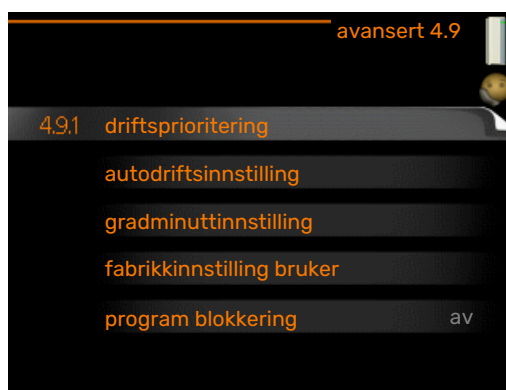 avansert 4.9
4.9.1 driftsprioritering
autodriftsinnstilling
gradminuttinnstilling
fabrikkinnstilling bruker
program blokkering av